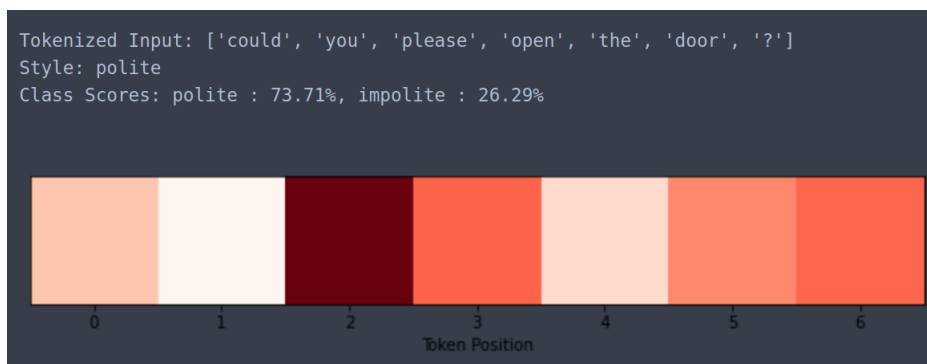 Tokenized Input: ['could', 'you', 'please', 'open', 'the', 'door', '?']
Style: polite
Class Scores: polite : 73.71%, impolite : 26.29%
0 1 2 3 4 5 6
Token Position